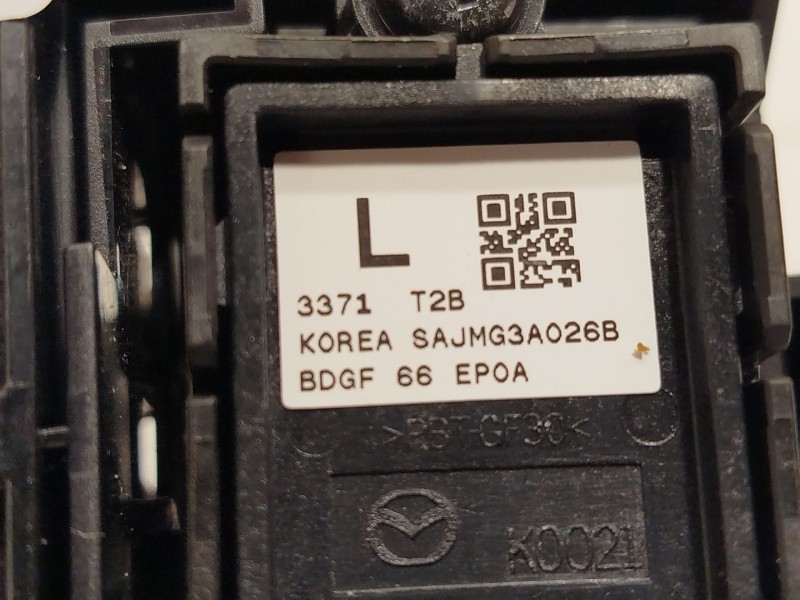 L
3371 T2B
KOREA SAJMG3A026B
BDGF 66 EP0A
>PBT-GF30<
K0021